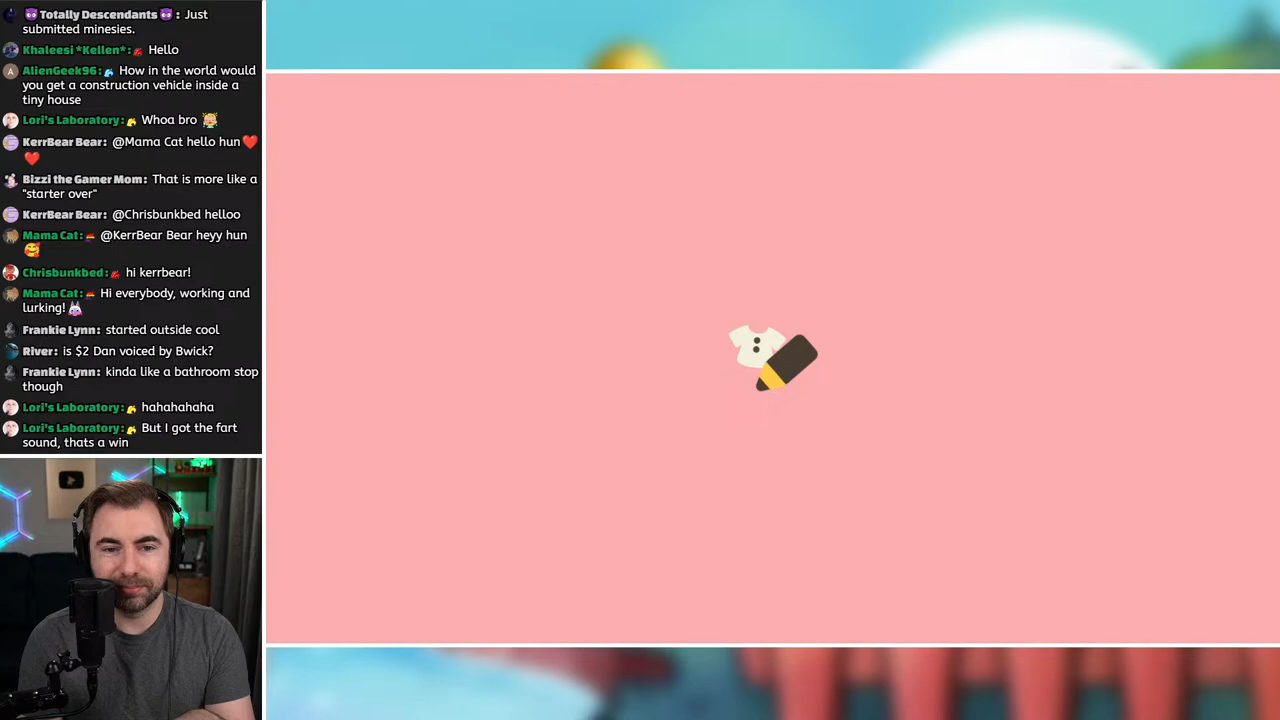 😈Totally Descendants😈: Just
submitted minesies.
Khaleesi *Kellen*: Hello
AlienGeek96: How in the world would
you get a construction vehicle inside a
tiny house
Lori's Laboratory: Whoa bro
KerrBear Bear: @Mama Cat hello hun❤️
❤️
Bizzi the Gamer Mom: That is more like a
"starter over"
KerrBear Bear: @Chrisbunkbed helloo
Mama Cat: @KerrBear Bear heyy hun
🥰
Chrisbunkbed: hi kerrbear!
Mama Cat: Hi everybody, working and
lurking!
Frankie Lynn: started outside cool
River: is $2 Dan voiced by Bwick?
Frankie Lynn: kinda like a bathroom stop
though
Lori's Laboratory: hahahahaha
Lori's Laboratory: But I got the fart
sound, thats a win